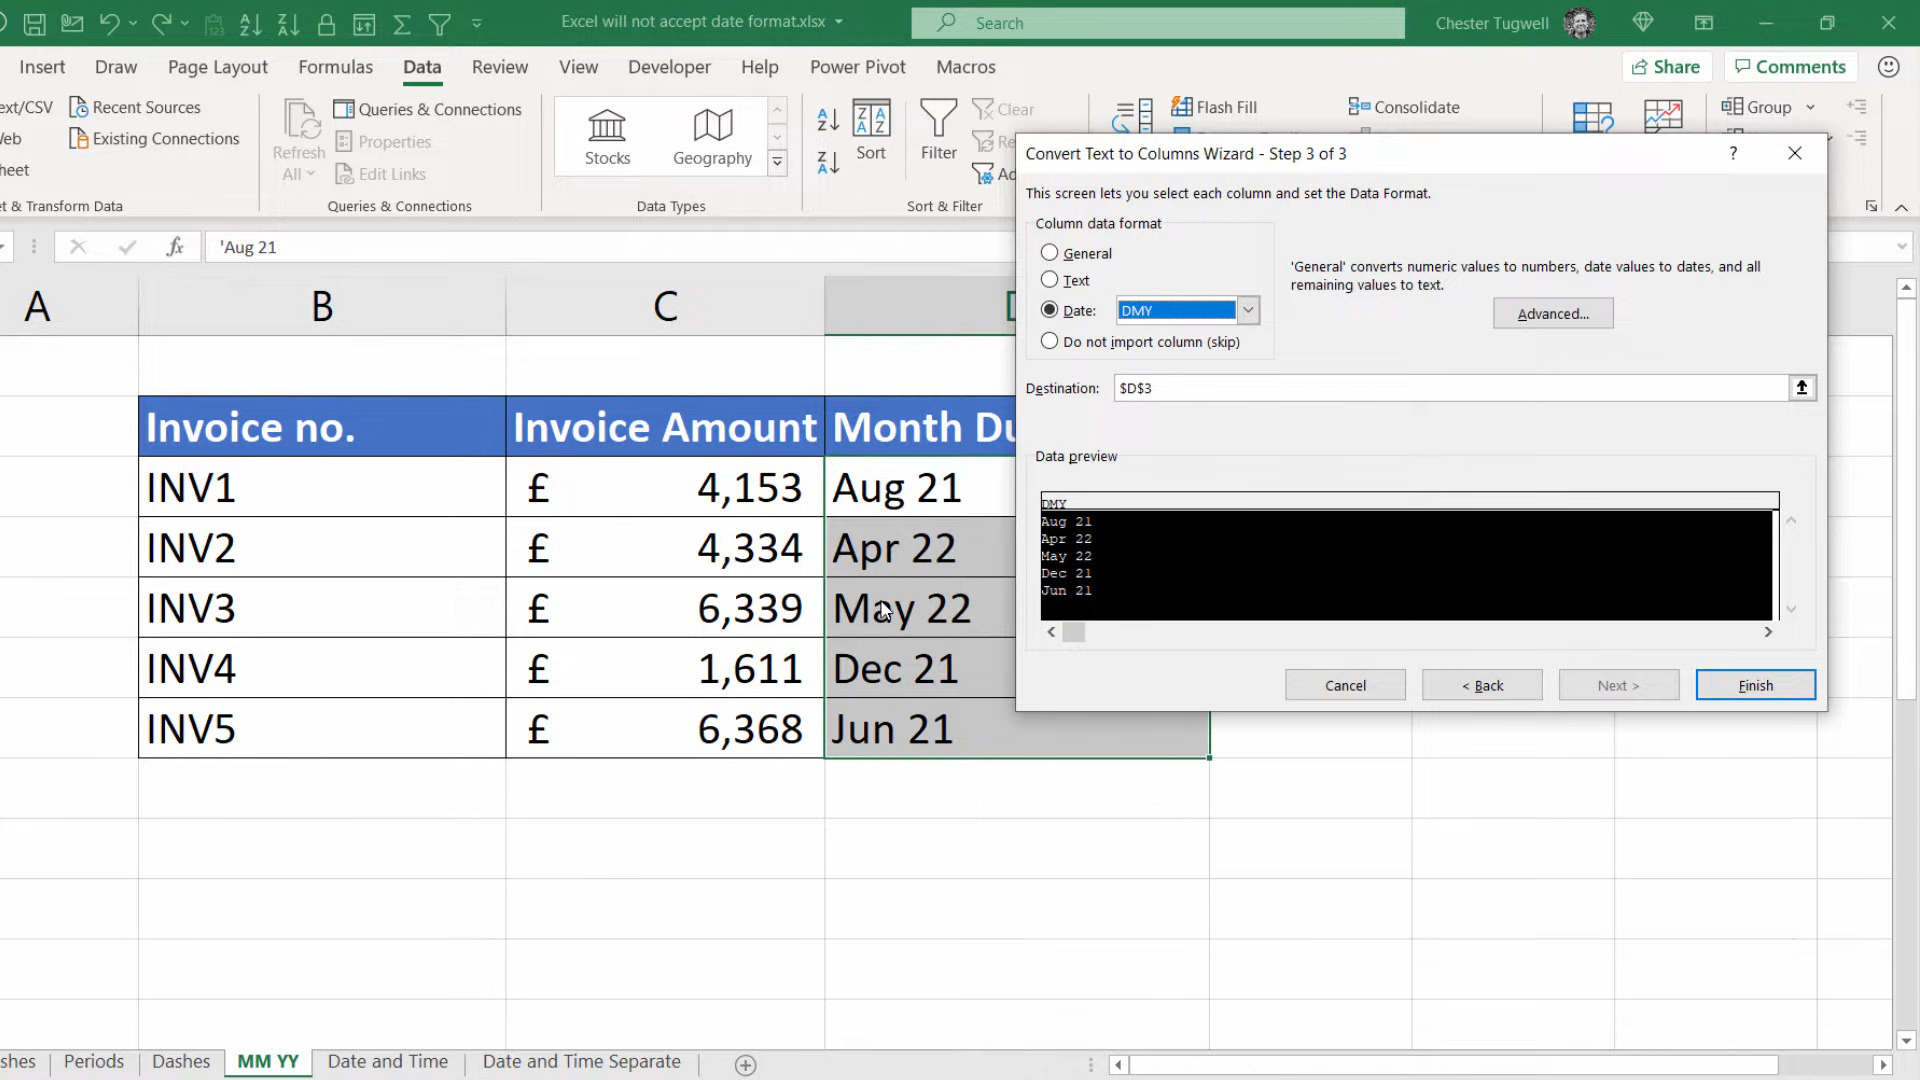 Excel will not accept date format.xlsx
Search
Chester Tugwell
Insert
Draw
Page Layout
Formulas
Data
Review
View
Developer
Help
Power Pivot
Macros
Share
Comments
ext/CSV
Recent Sources
Web
Existing Connections
heet
& Transform Data
Refresh
All
Queries & Connections
Properties
Edit Links
Queries & Connections
Stocks
Geography
Data Types
Sort
Filter
Clear
Re
Ad
Sort & Filter
Flash Fill
Consolidate
Group
'Aug 21
A
B
C
Invoice no.
Invoice Amount
Month Du
INV1
£ 4,153
Aug 21
INV2
£ 4,334
Apr 22
INV3
£ 6,339
May 22
INV4
£ 1,611
Dec 21
INV5
£ 6,368
Jun 21
Convert Text to Columns Wizard - Step 3 of 3
?
This screen lets you select each column and set the Data Format.
Column data format
General
Text
Date: DMY
Do not import column (skip)
'General' converts numeric values to numbers, date values to dates, and all
remaining values to text.
Advanced...
Destination: $D$3
Data preview
DMY
Aug 21
Apr 22
May 22
Dec 21
Jun 21
Cancel
< Back
Next >
Finish
shes
Periods
Dashes
MM YY
Date and Time
Date and Time Separate